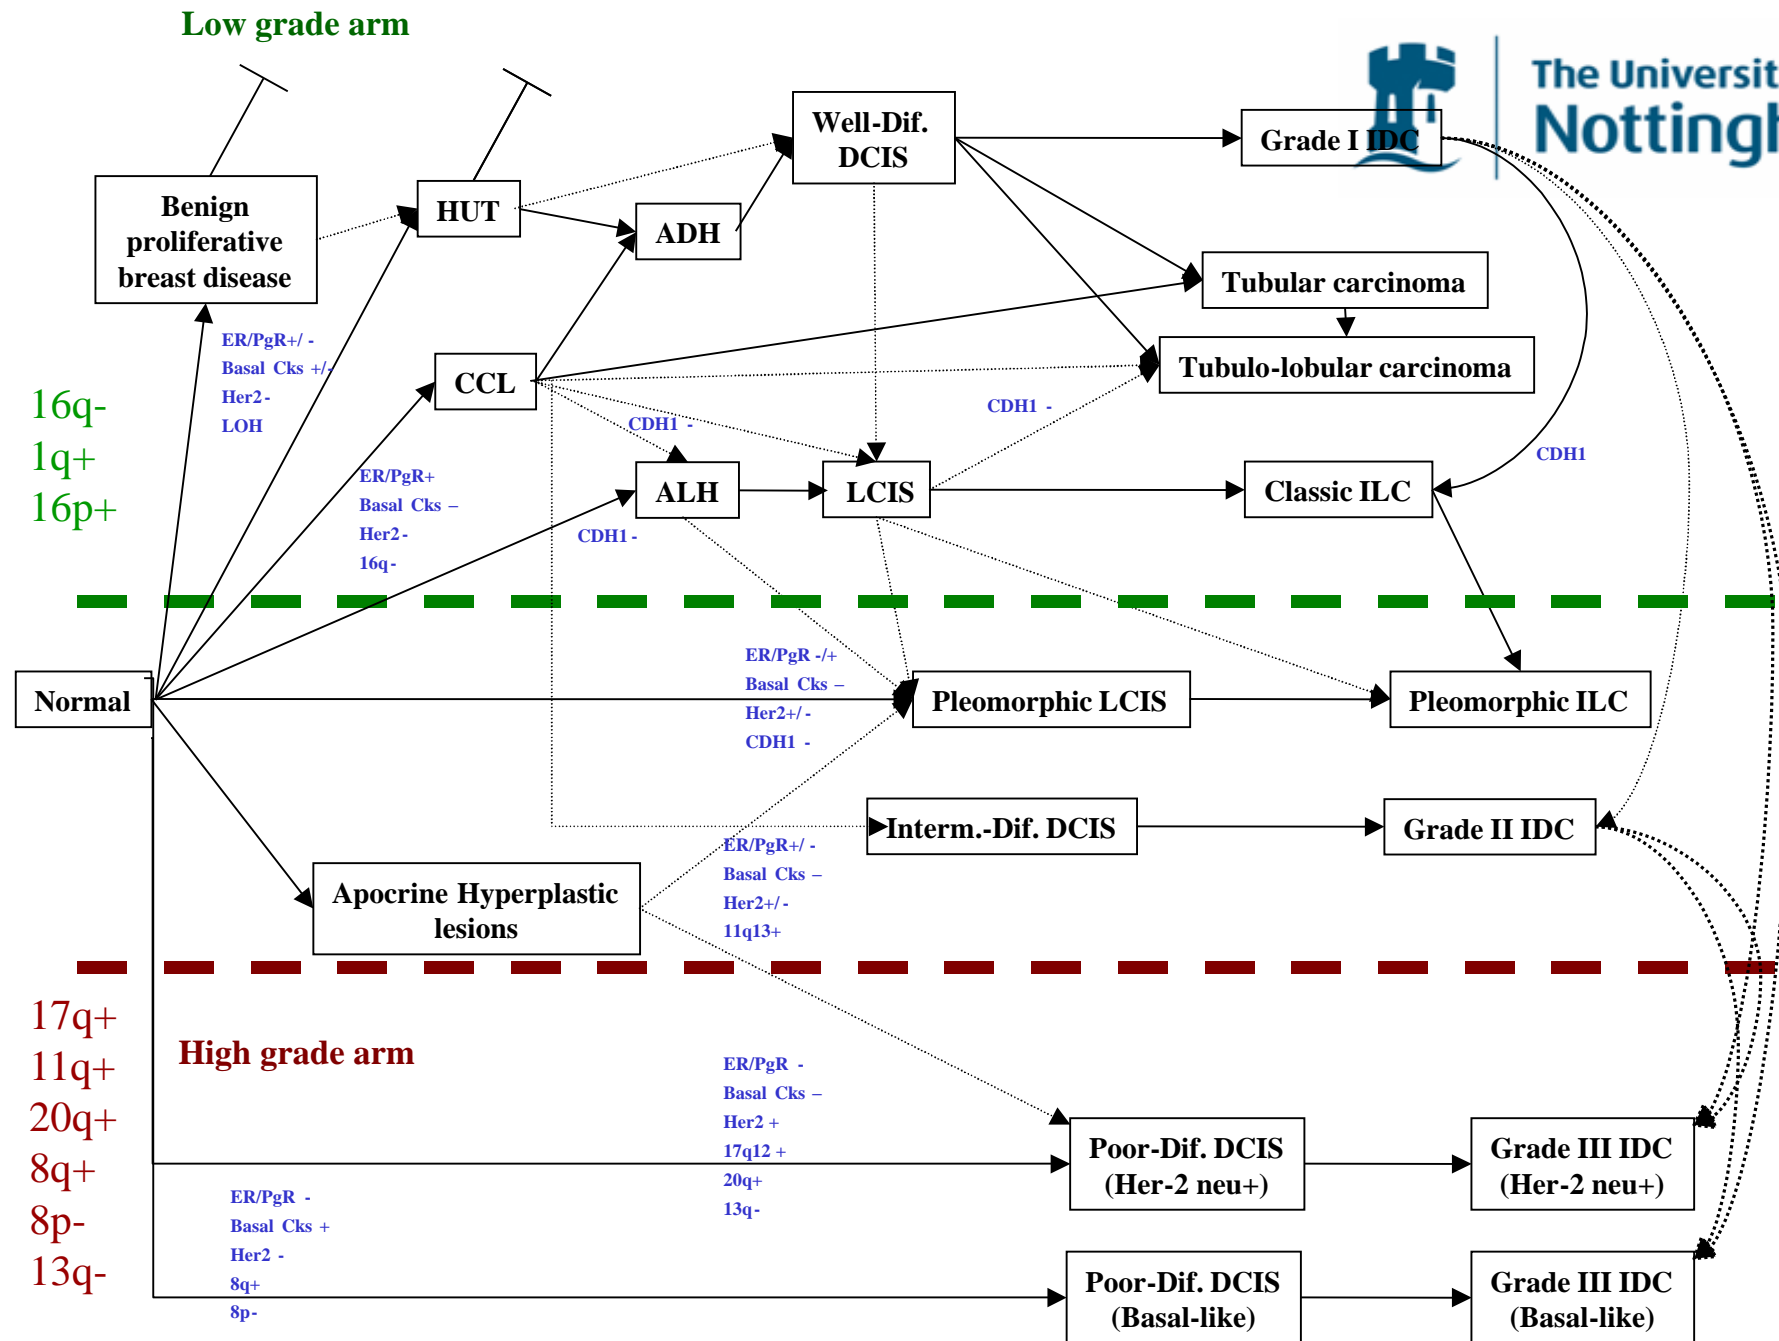 Low grade arm
The Universit
Nottingh
Well-Dif.
DCIS
Grade I IDC
Benign
proliferative
breast disease
HUT
ADH
Tubular carcinoma
Tubulo-lobular carcinoma
ER/PgR+/ -
Basal Cks +/-
Her2 -
LOH
CCL
16q-
1q+
16p+
CDH1 -
CDH1 -
CDH1
ER/PgR+
Basal Cks –
Her2 -
16q -
ALH
LCIS
Classic ILC
CDH1 -
Normal
ER/PgR -/+
Basal Cks –
Her2+/ -
CDH1 -
Pleomorphic LCIS
Pleomorphic ILC
Interm.-Dif. DCIS
Grade II IDC
ER/PgR+/ -
Basal Cks –
Her2+/ -
11q13+
Apocrine Hyperplastic
lesions
17q+
11q+
20q+
8q+
8p-
13q-
High grade arm
ER/PgR -
Basal Cks –
Her2 +
17q12 +
20q+
13q-
Poor-Dif. DCIS
(Her-2 neu+)
Grade III IDC
(Her-2 neu+)
ER/PgR -
Basal Cks +
Her2 -
8q+
8p-
Poor-Dif. DCIS
(Basal-like)
Grade III IDC
(Basal-like)